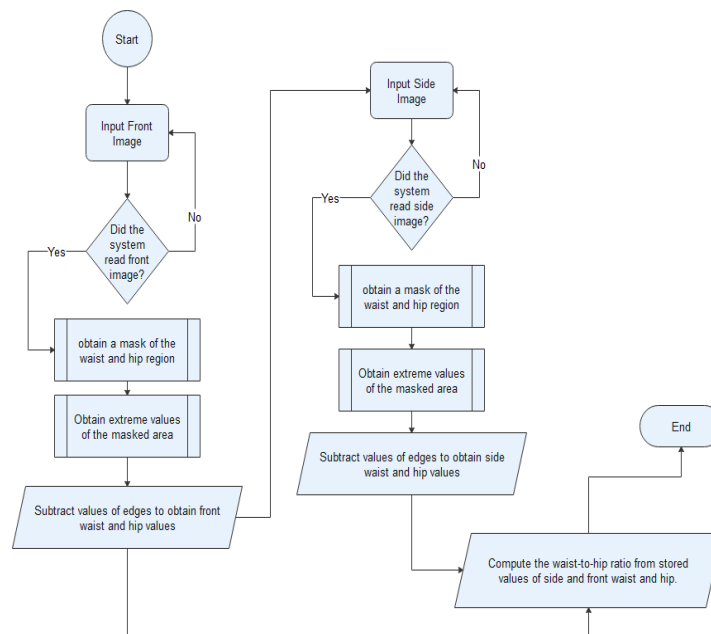 Start
Input Front
Image
No
Did the
system
read front
image?
Yes
obtain a mask of the
waist and hip region
Obtain extreme values
of the masked area
Subtract values of edges to obtain front
waist and hip values
Input Side
Image
No
Did the
system
read side
image?
Yes
obtain a mask of the
waist and hip region
Obtain extreme values
of the masked area
Subtract values of edges to obtain side
waist and hip values
Compute the waist-to-hip ratio from stored
values of side and front waist and hip.
End